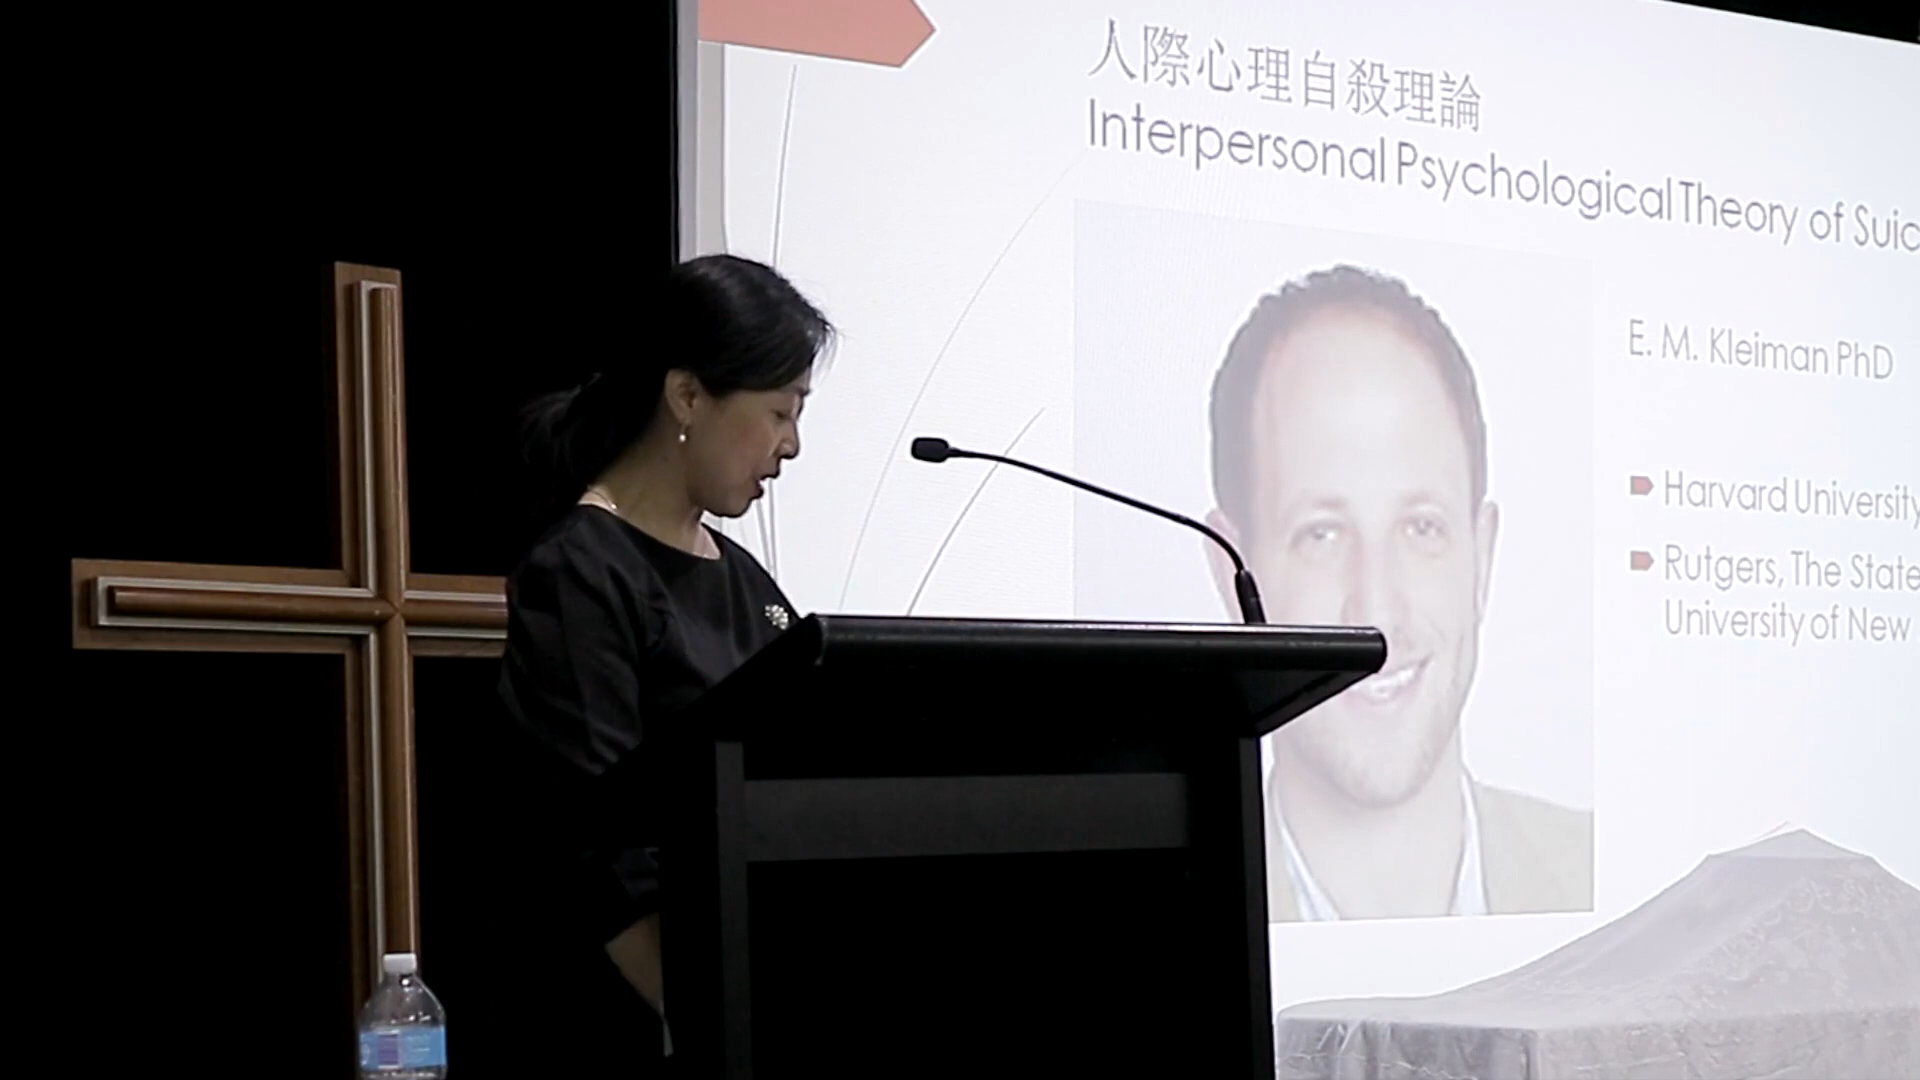 人際心理自殺理論
Interpersonal Psychological Theory of Suic
E. M. Kleiman PhD
Harvard University
Rutgers, The State
University of New